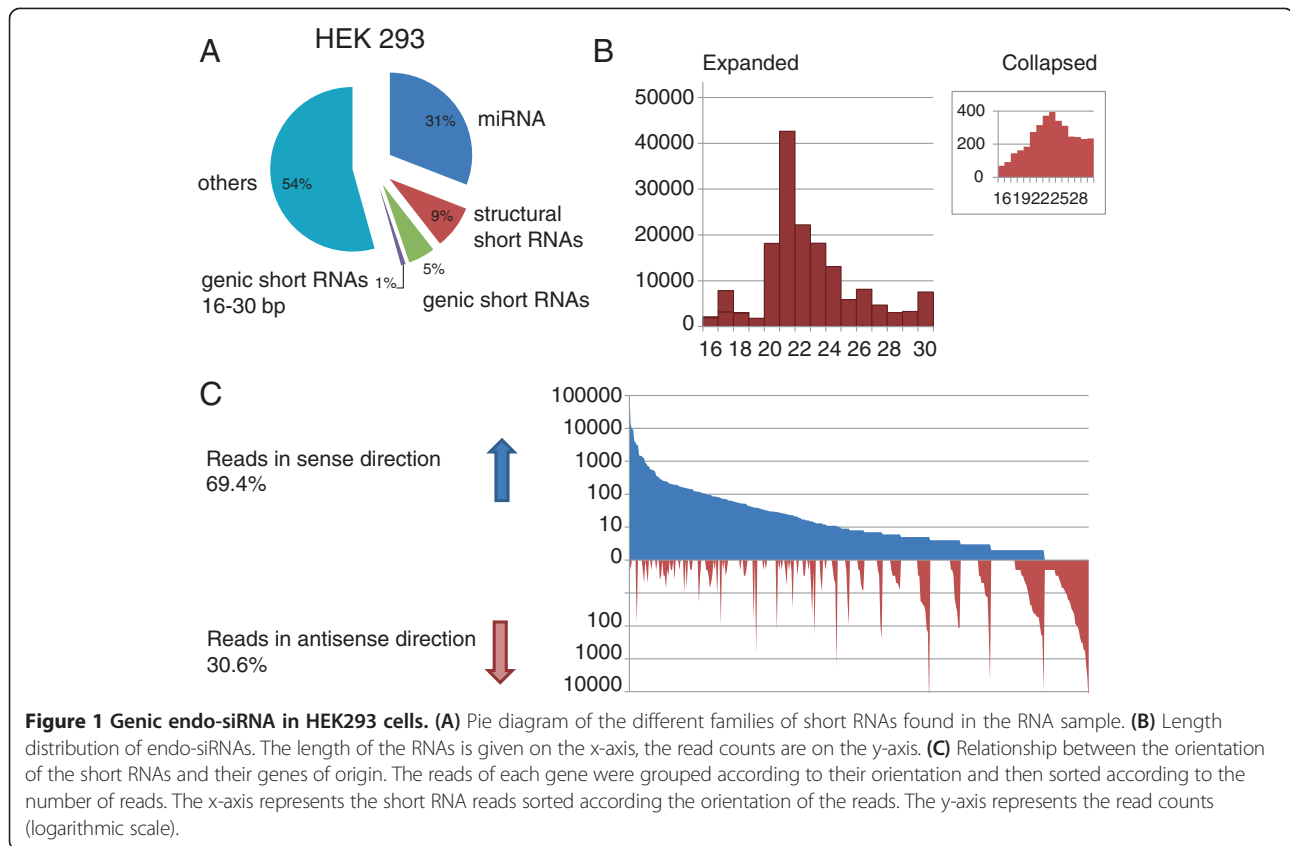 A
HEK 293
31%
miRNA
others
54%
9%
structural
short RNAs
5%
genic short RNAs
genic short RNAs
16-30 bp
1%
B
Expanded
50000
40000
30000
20000
10000
0
16 18 20 22 24 26 28 30
Collapsed
400
200
0
1619222528
C
Reads in sense direction
69.4%
Reads in antisense direction
30.6%
100000
10000
1000
100
10
0
100
1000
10000
Figure 1 Genic endo-siRNA in HEK293 cells. (A) Pie diagram of the different families of short RNAs found in the RNA sample. (B) Length
distribution of endo-siRNAs. The length of the RNAs is given on the x-axis, the read counts are on the y-axis. (C) Relationship between the orientation
of the short RNAs and their genes of origin. The reads of each gene were grouped according to their orientation and then sorted according to the
number of reads. The x-axis represents the short RNA reads sorted according the orientation of the reads. The y-axis represents the read counts
(logarithmic scale).